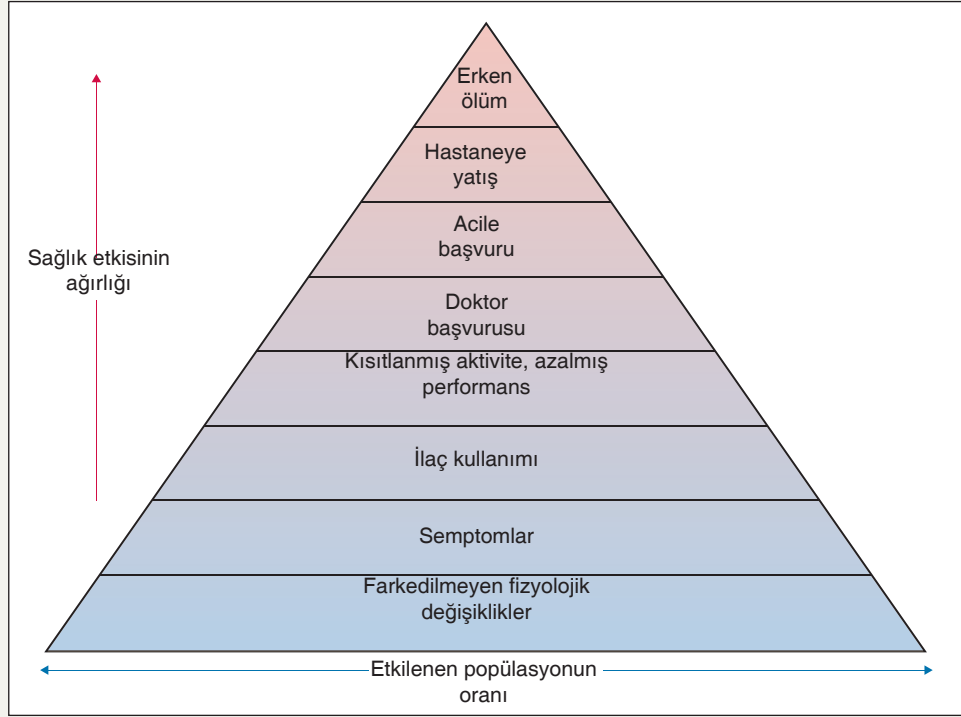 Erken
ölüm
Hastaneye
yatış
Acile
başvuru
Sağlık etkisinin
ağırlığı
Doktor
başvurusu
Kısıtlanmış aktivite, azalmış
performans
İlaç kullanımı
Semptomlar
Farkedilmeyen fizyolojik
değişiklikler
Etkilenen popülasyonun
oranı